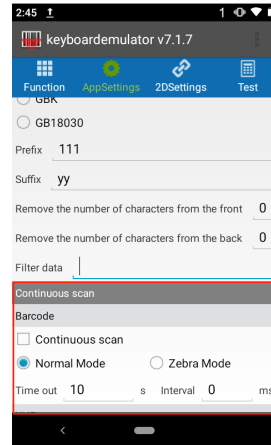 2:45 1
keyboardemulator v7.1.7
Function AppSettings 2DSettings Test
GBK
GB18030
Prefix 111
Suffix yy
Remove the number of characters from the front 0
Remove the number of characters from the back 0
Filter data
Continuous scan
Barcode
Continuous scan
Normal Mode Zebra Mode
Time out 10 s Interval 0 ms